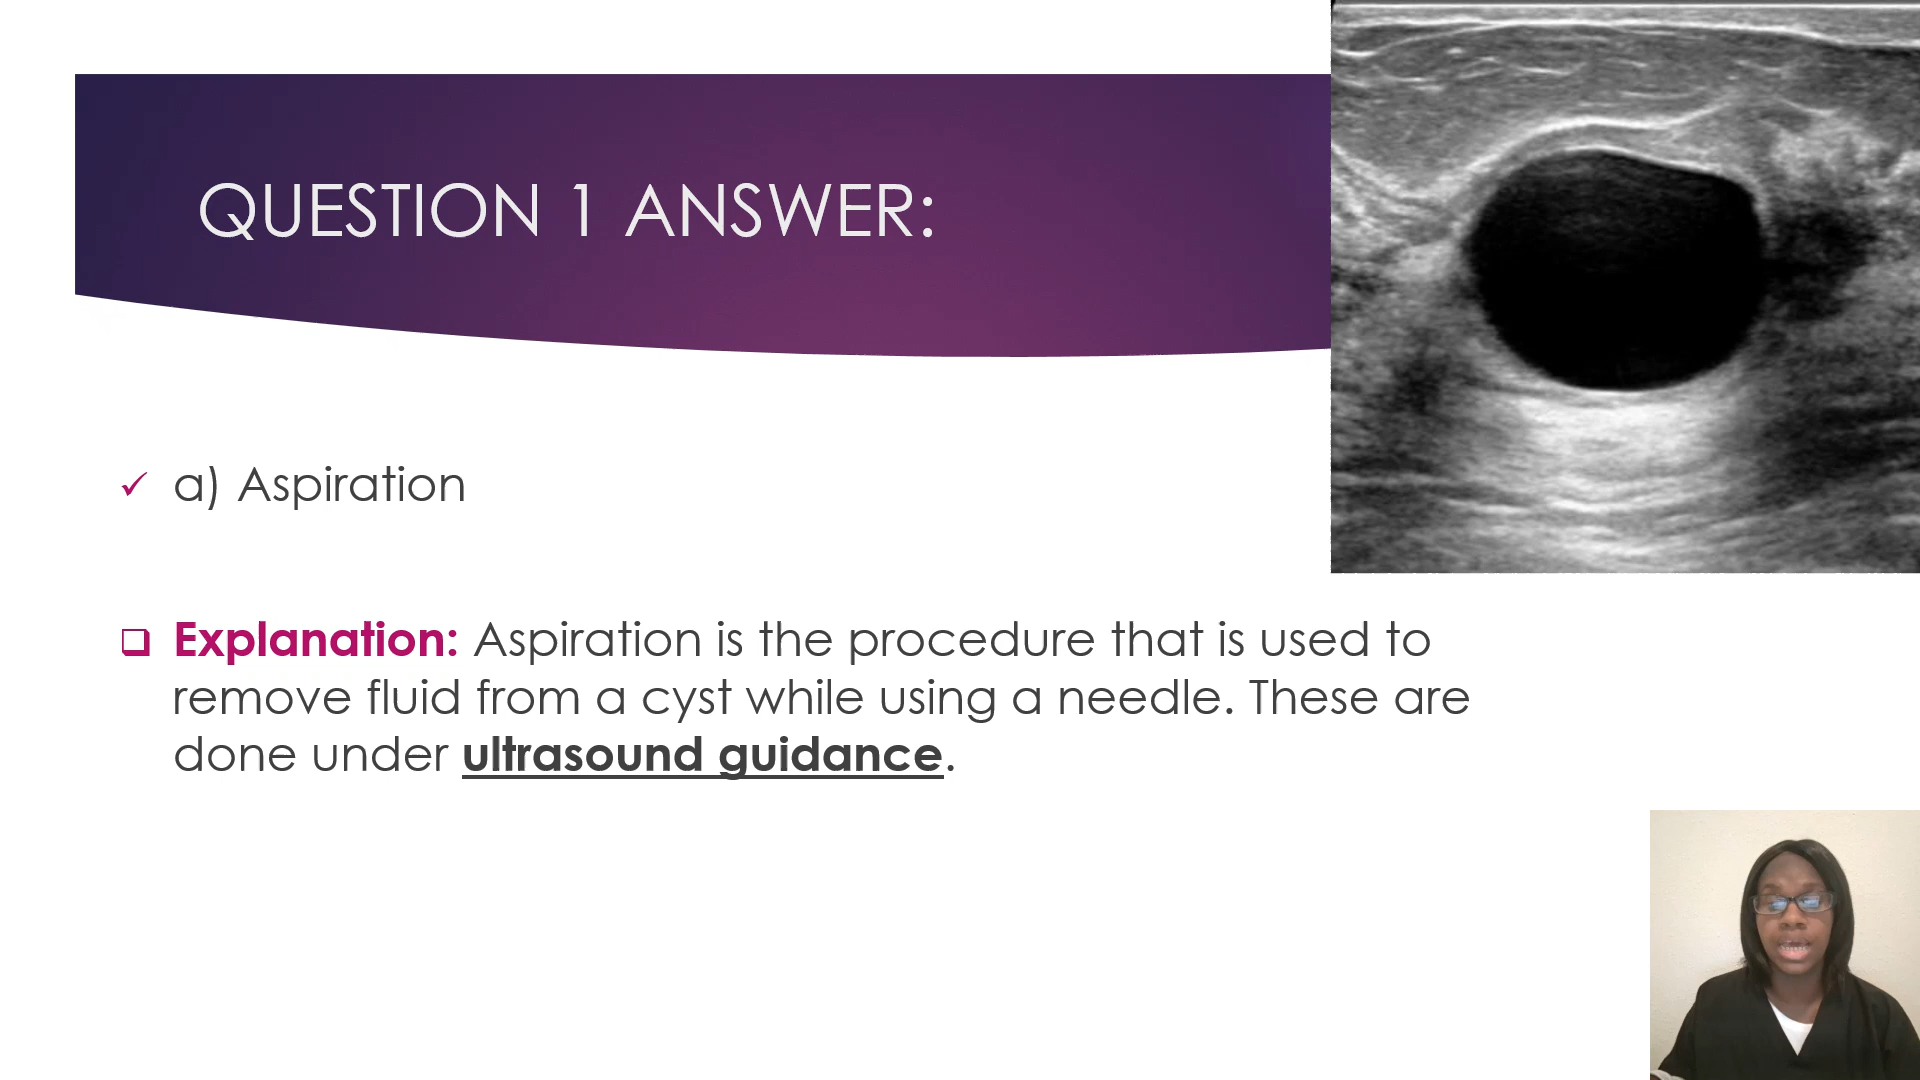 QUESTION 1 ANSWER:
a) Aspiration
Explanation: Aspiration is the procedure that is used to
remove fluid from a cyst while using a needle. These are
done under ultrasound guidance.